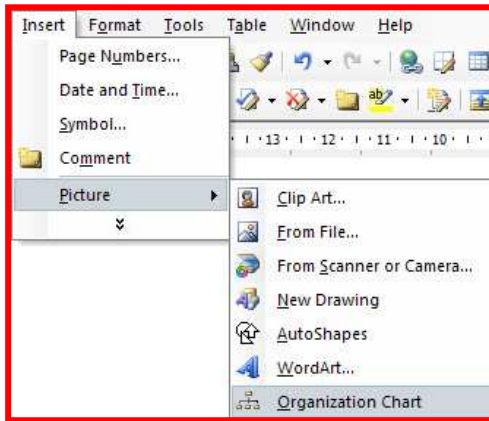 Insert Format Tools Table Window Help
Page Numbers...
Date and Time...
Symbol...
Comment
13 12 11 10
Picture
Clip Art...
From File...
From Scanner or Camera...
New Drawing
AutoShapes
WordArt...
Organization Chart